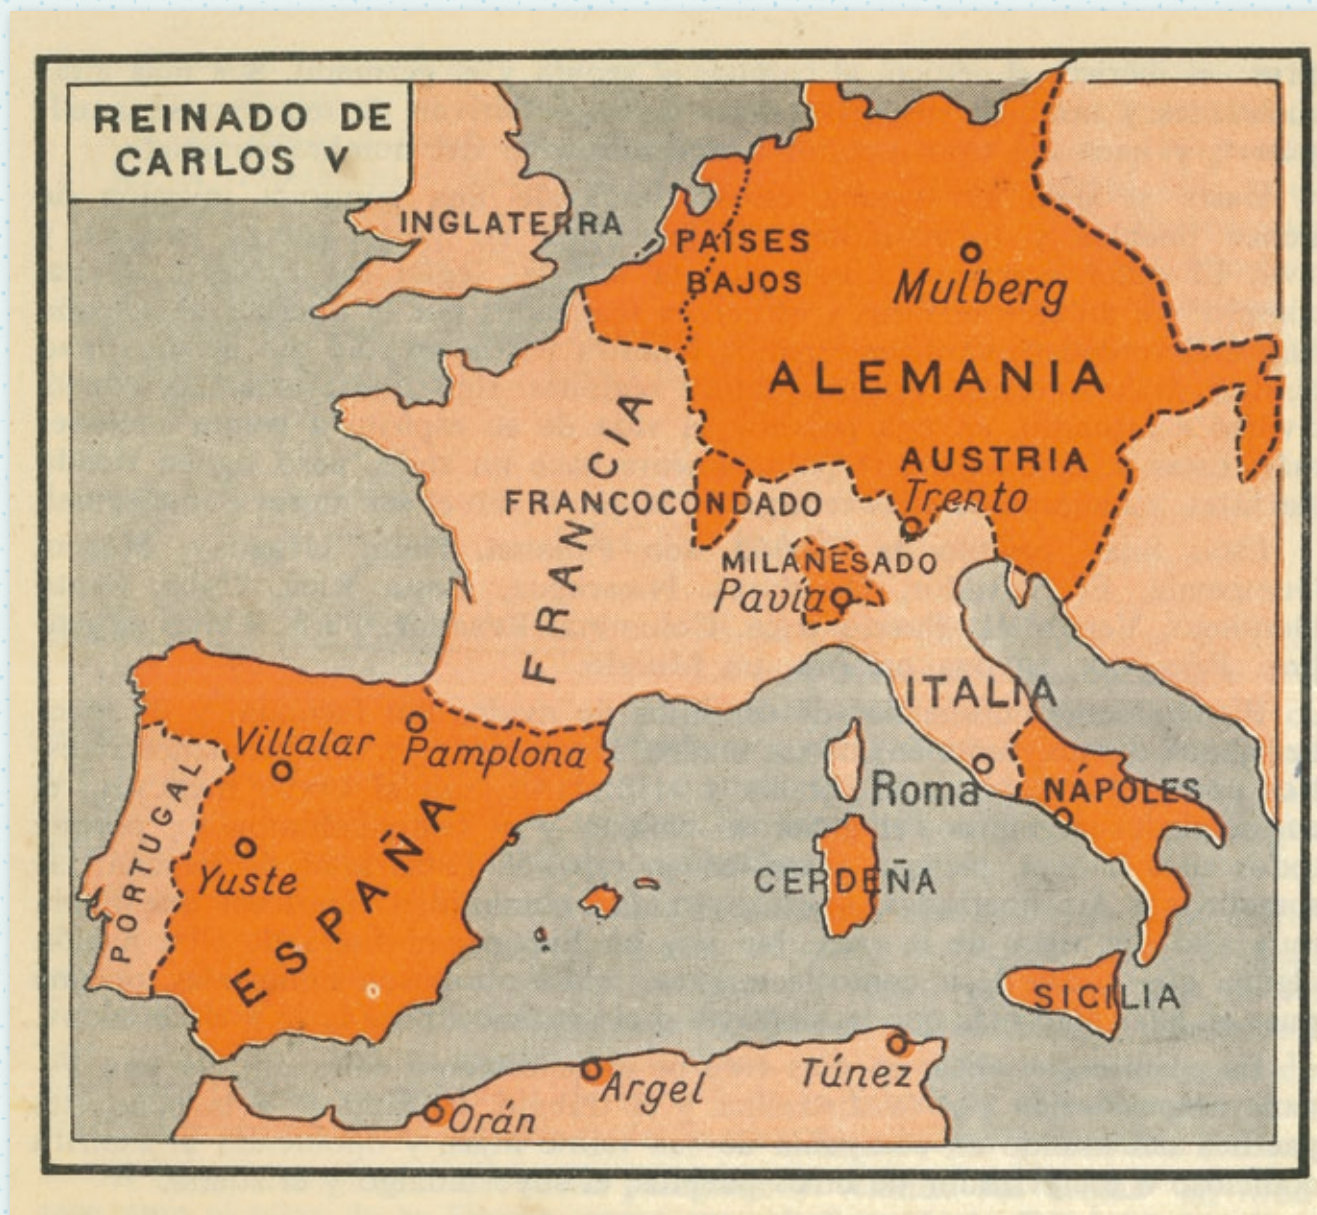 REINADO DE
CARLOS V
INGLATERRA
PAISES
BAJOS
Mulberg
ALEMANIA
FRANCIA
AUSTRIA
Trento
FRANCOCONDADO
MILANESADO
Pavía
ITALIA
Villalar
Pamplona
PORTUGAL
Roma
NÁPOLES
Yuste
ESPAÑA
CERDEÑA
SICILIA
Túnez
Argel
Orán